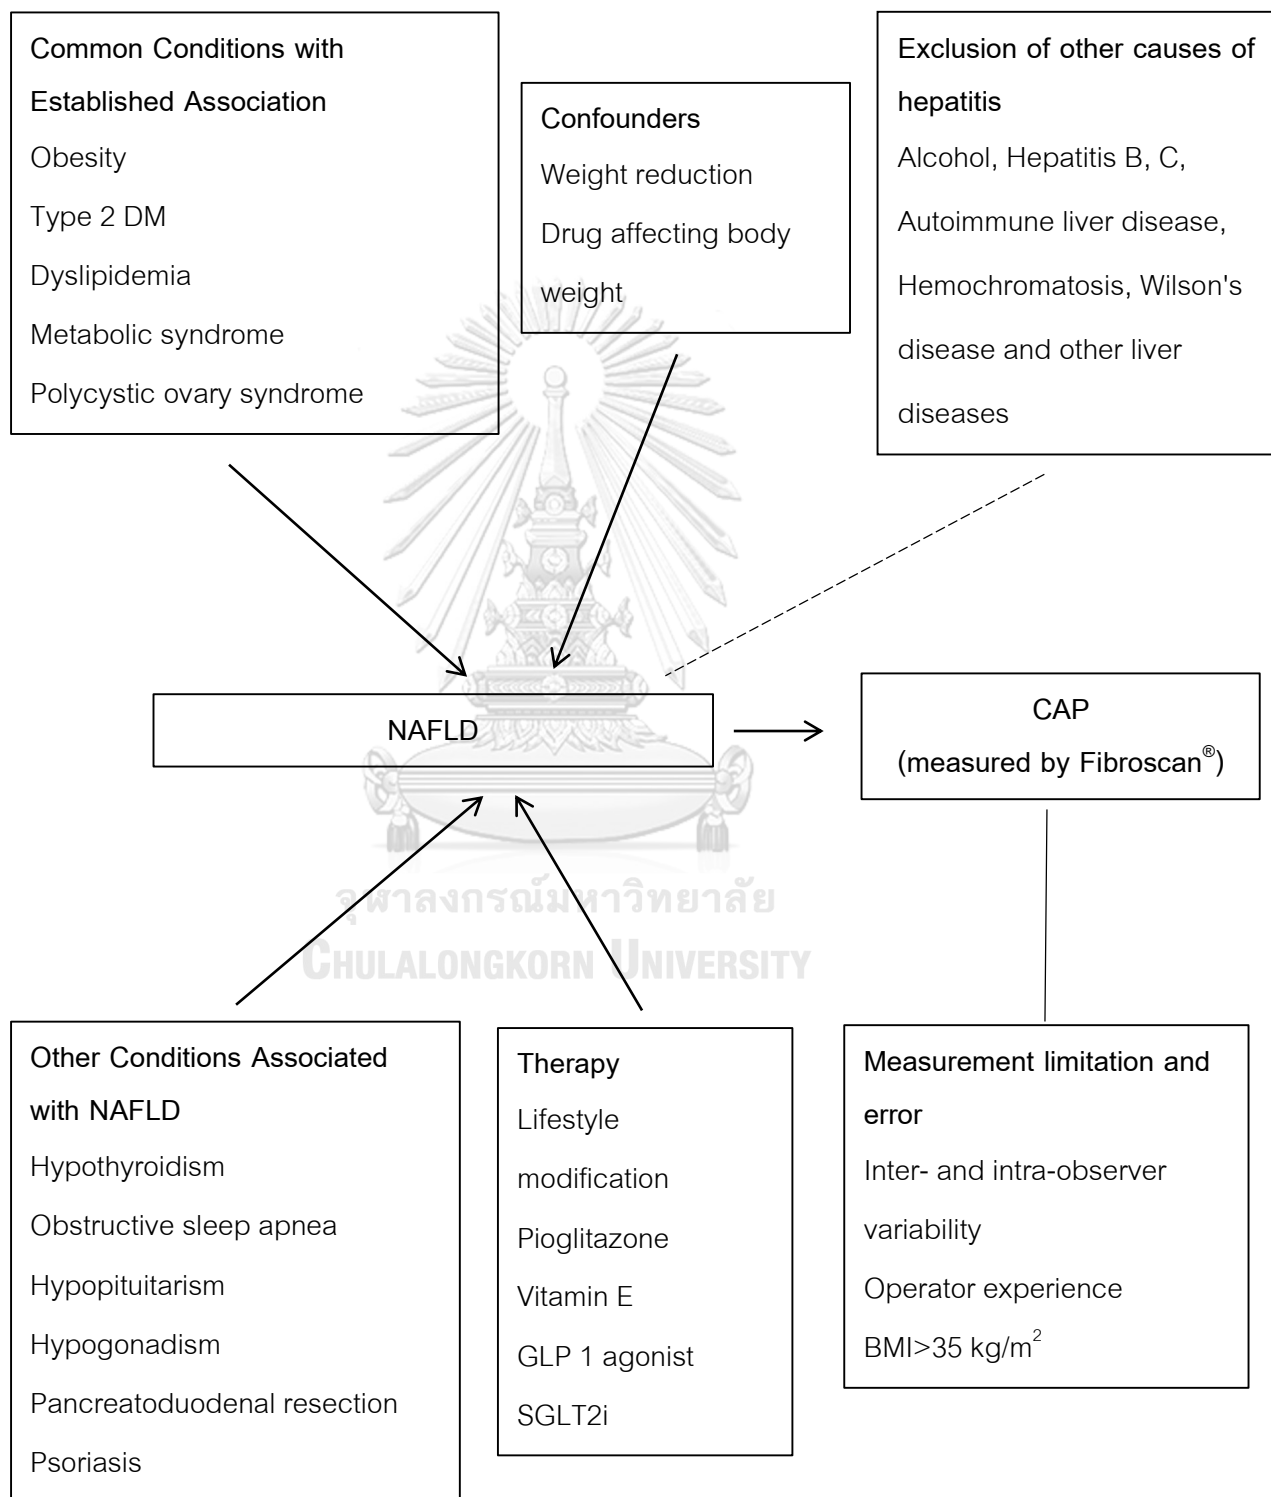 Common Conditions with
Established Association
Obesity
Type 2 DM
Dyslipidemia
Metabolic syndrome
Polycystic ovary syndrome
Confounders
Weight reduction
Drug affecting body
weight
Exclusion of other causes of
hepatitis
Alcohol, Hepatitis B, C,
Autoimmune liver disease,
Hemochromatosis, Wilson's
disease and other liver
diseases
NAFLD
CAP
(measured by Fibroscan®)
จุฬาลงกรณ์มหาวิทยาลัย
CHULALONGKORN UNIVERSITY
Other Conditions Associated
with NAFLD
Hypothyroidism
Obstructive sleep apnea
Hypopituitarism
Hypogonadism
Pancreatoduodenal resection
Psoriasis
Therapy
Lifestyle
modification
Pioglitazone
Vitamin E
GLP 1 agonist
SGLT2i
Measurement limitation and
error
Inter- and intra-observer
variability
Operator experience
BMI>35 kg/m²